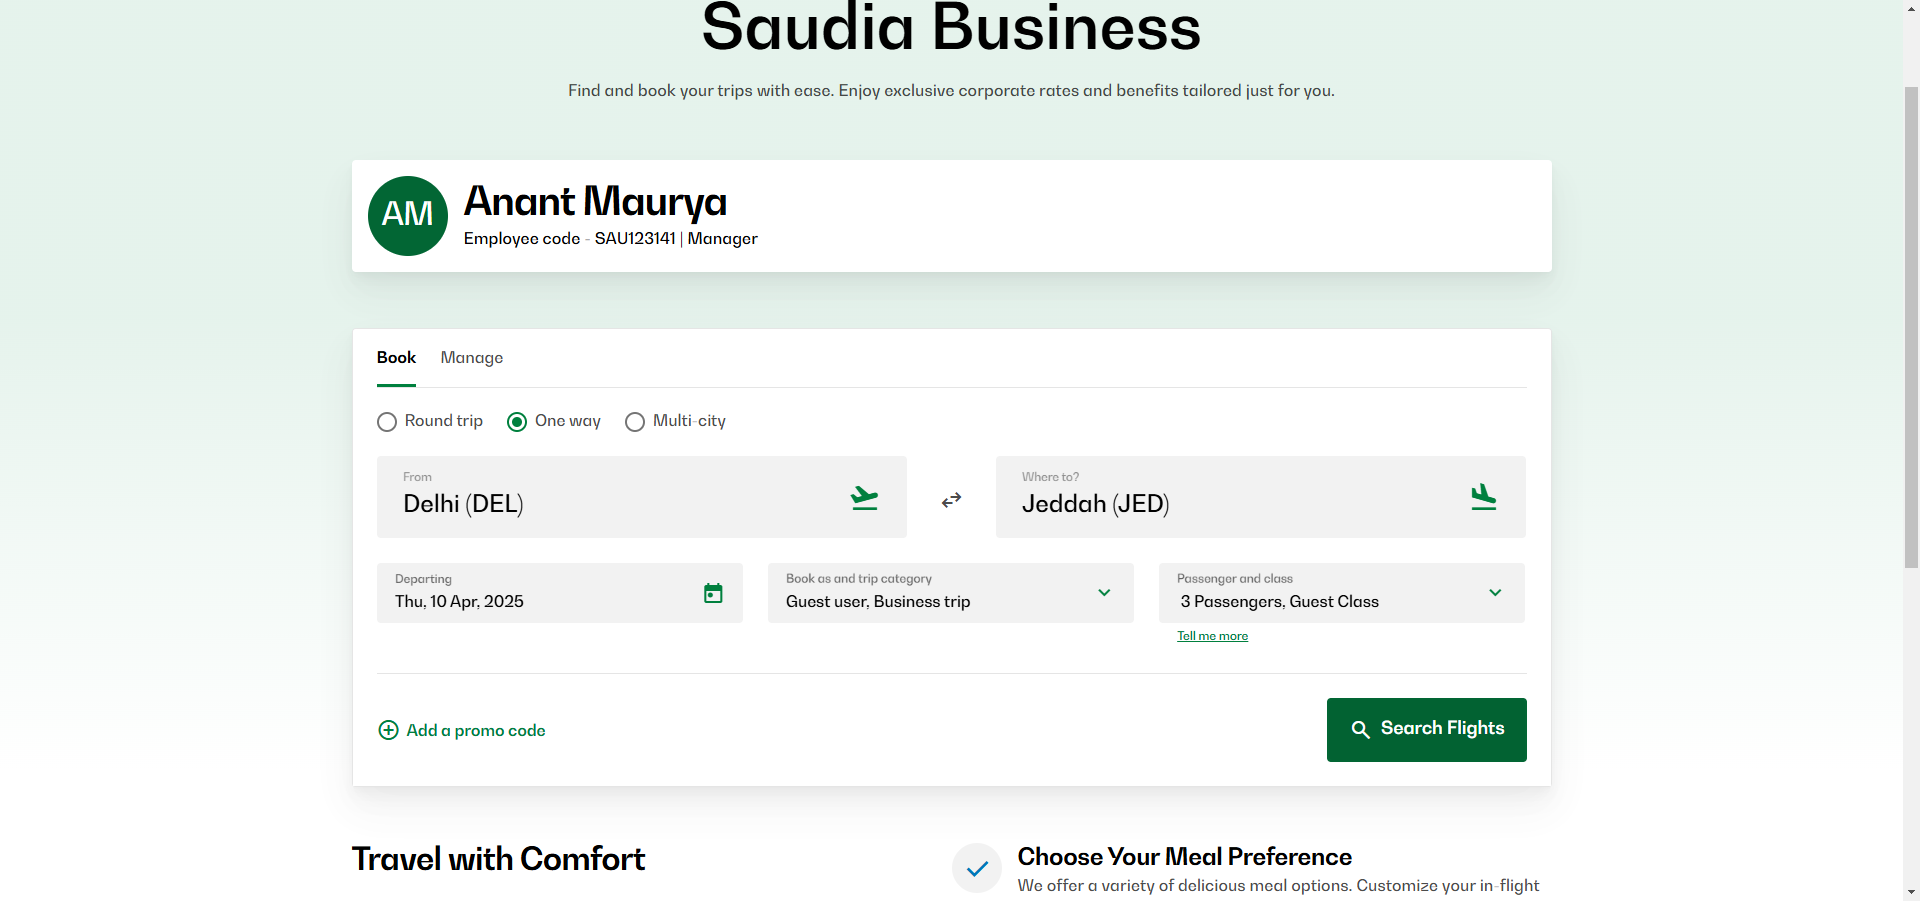 Saudia Business
Find and book your trips with ease. Enjoy exclusive corporate rates and benefits tailored just for you.
AM
Anant Maurya
Employee code - SAU123141 | Manager
Book
Manage
Round trip
One way
Multi-city
From
Delhi (DEL)
Where to?
Jeddah (JED)
Departing
Thu, 10 Apr, 2025
Book as and trip category
Guest user, Business trip
Passenger and class
3 Passengers, Guest Class
Tell me more
Add a promo code
Search Flights
Travel with Comfort
Choose Your Meal Preference
We offer a variety of delicious meal options. Customize your in-flight